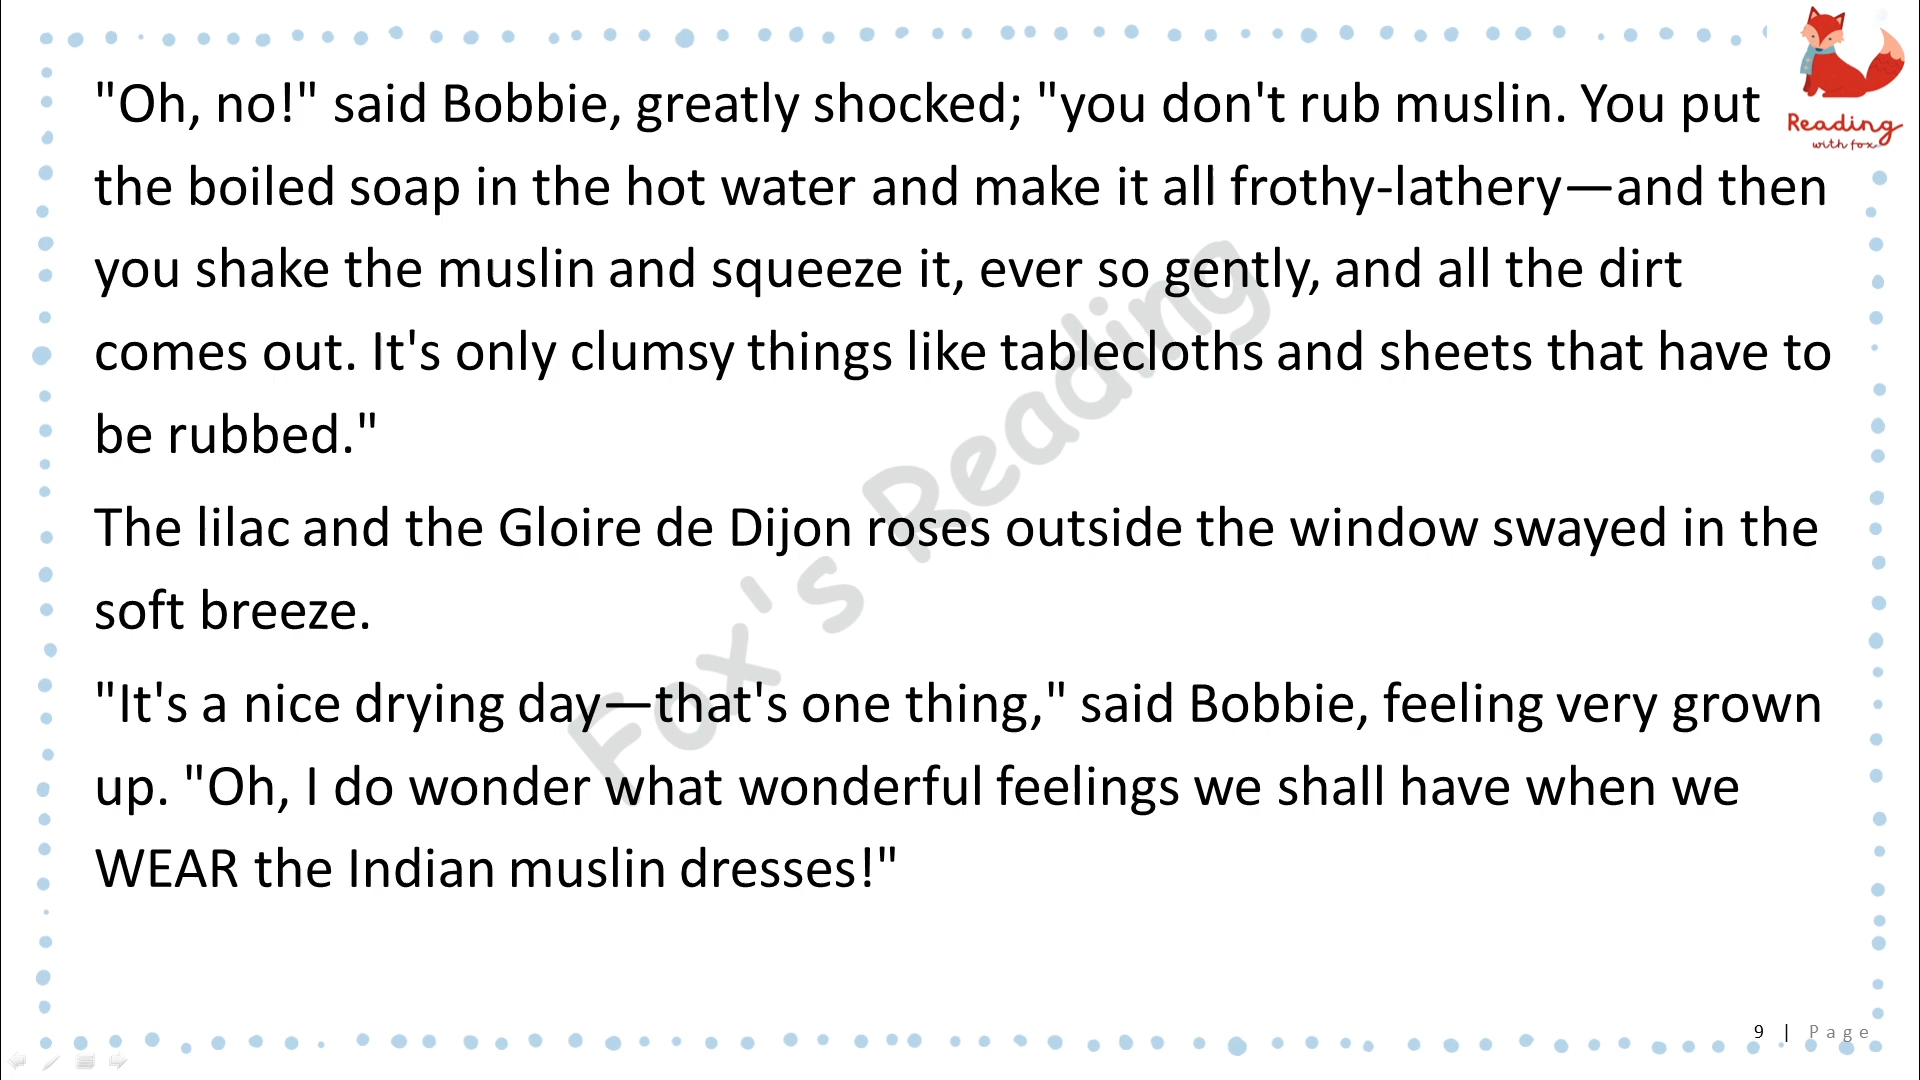 "Oh, no!" said Bobbie, greatly shocked; "you don't rub muslin. You put
the boiled soap in the hot water and make it all frothy-lathery—and then
you shake the muslin and squeeze it, ever so gently, and all the dirt
comes out. It's only clumsy things like tablecloths and sheets that have to
be rubbed."
The lilac and the Gloire de Dijon roses outside the window swayed in the
soft breeze.
"It's a nice drying day—that's one thing," said Bobbie, feeling very grown
up. "Oh, I do wonder what wonderful feelings we shall have when we
WEAR the Indian muslin dresses!"
Reading
with fox
Fox's Reading
9 | Page